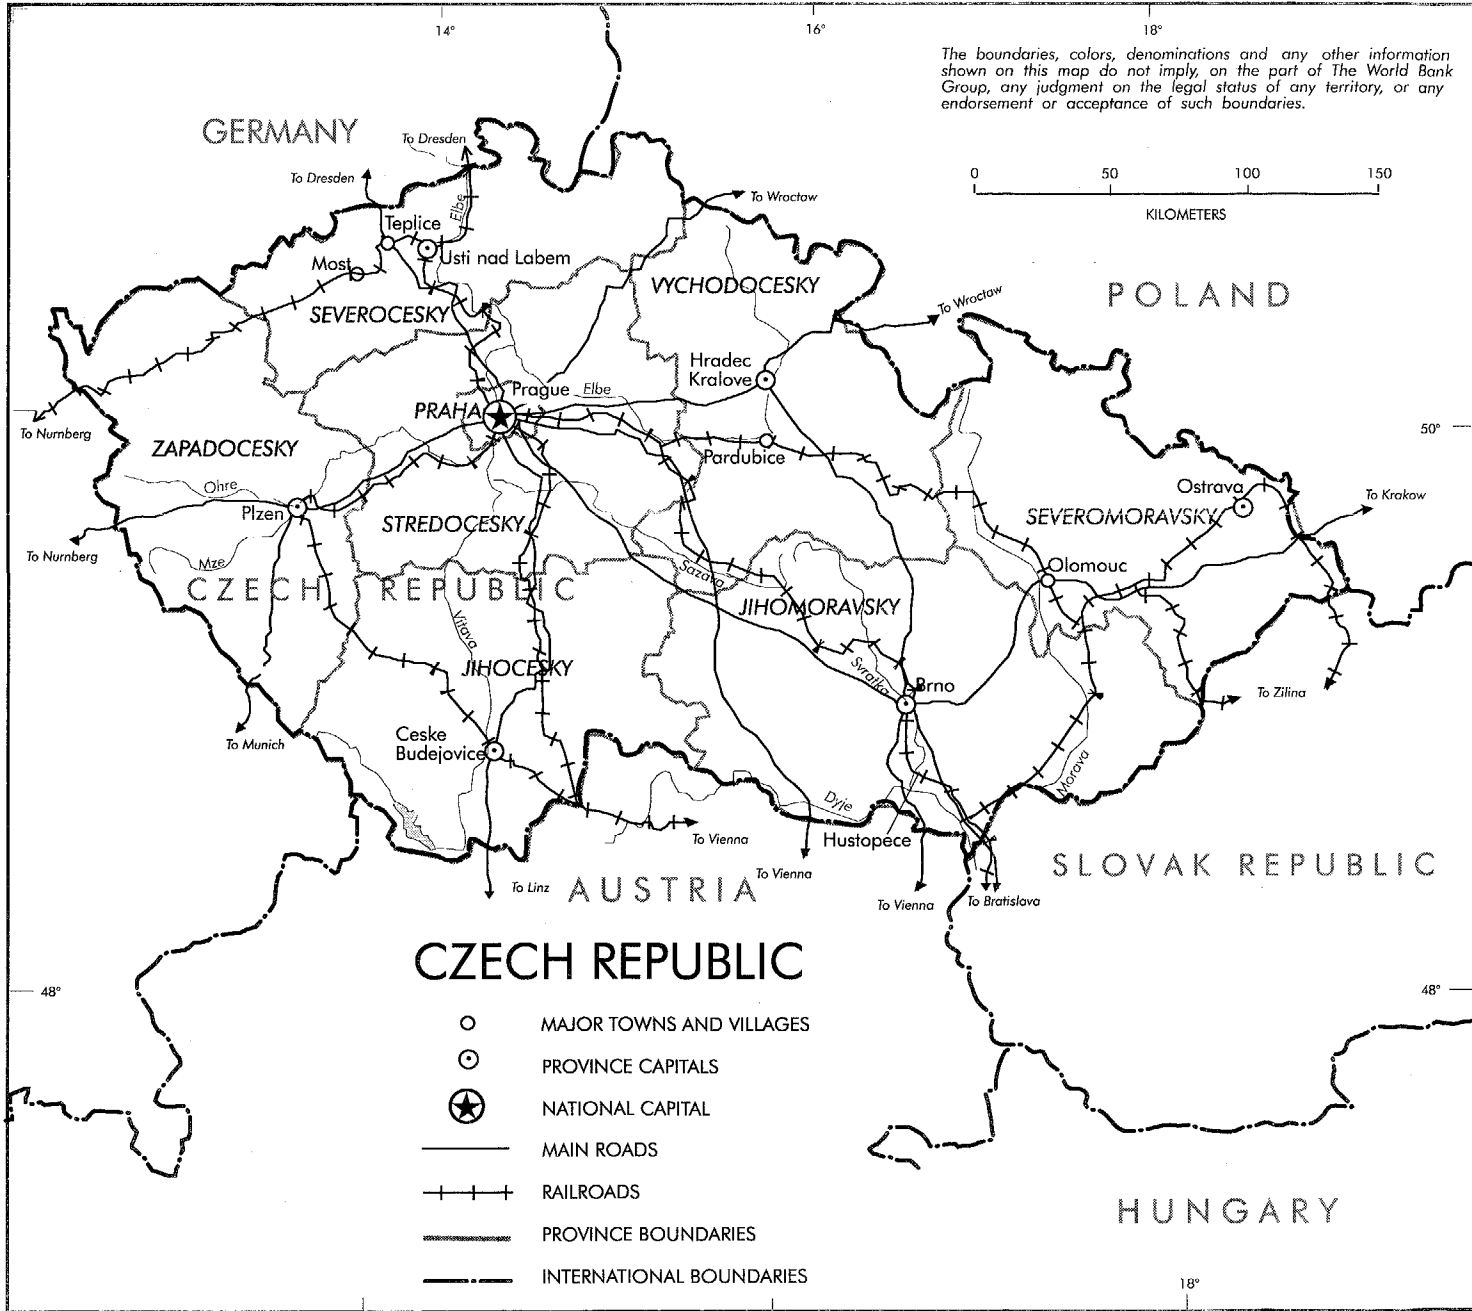 14°
16°
18°
The boundaries, colors, denominations and any other information
shown on this map do not imply, on the part of The World Bank
Group, any judgment on the legal status of any territory, or any
endorsement or acceptance of such boundaries.
GERMANY
To Dresden
To Dresden
0 50 100 150
KILOMETERS
To Wrocław
Elbe
Teplice
Usti nad Labem
Most
SEVEROCESKY
VYCHODOCESKY
POLAND
To Wrocław
Hradec
Kralove
Prague
Elbe
PRAHA
To Nurnberg
50°
ZAPADOCESKY
Pardubice
Ohre
Plzen
STREDOCESKY
Ostrava
To Krakow
SEVEROMORAVSKY
To Nurnberg
Mze
Sazava
Olomouc
CZECH REPUBLIC
JIHOMORAVSKY
Vltava
JIHOCESKY
Svratka
Brno
To Zilina
To Munich
Ceske
Budejovice
Morava
Dyje
Hustopece
To Vienna
To Vienna
To Linz
AUSTRIA
To Vienna
To Bratislava
SLOVAK REPUBLIC
CZECH REPUBLIC
48°
48°
MAJOR TOWNS AND VILLAGES
PROVINCE CAPITALS
NATIONAL CAPITAL
MAIN ROADS
RAILROADS
PROVINCE BOUNDARIES
INTERNATIONAL BOUNDARIES
HUNGARY
18°